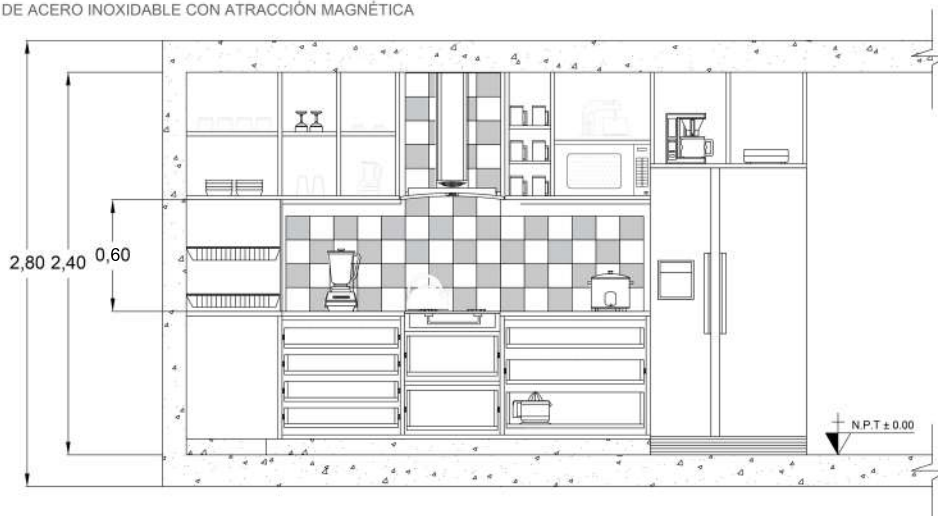 DE ACERO INOXIDABLE CON ATRACCIÓN MAGNÉTICA
2,80 2,40 0,60
N.P.T ± 0.00